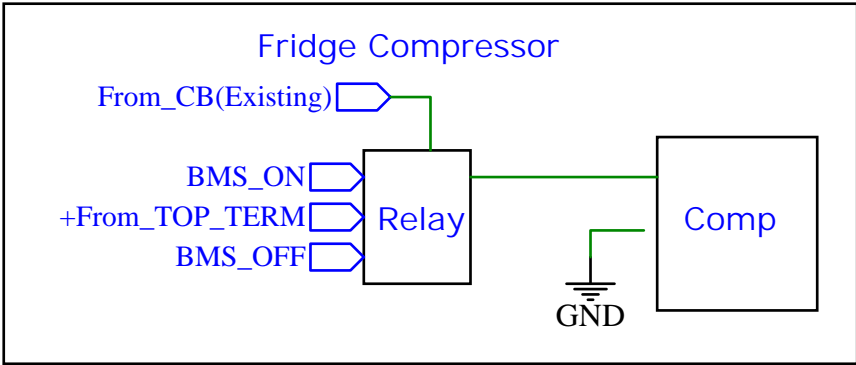 Fridge Compressor
From_CB(Existing)
BMS_ON
+From_TOP_TERM
BMS_OFF
Relay
Comp
GND